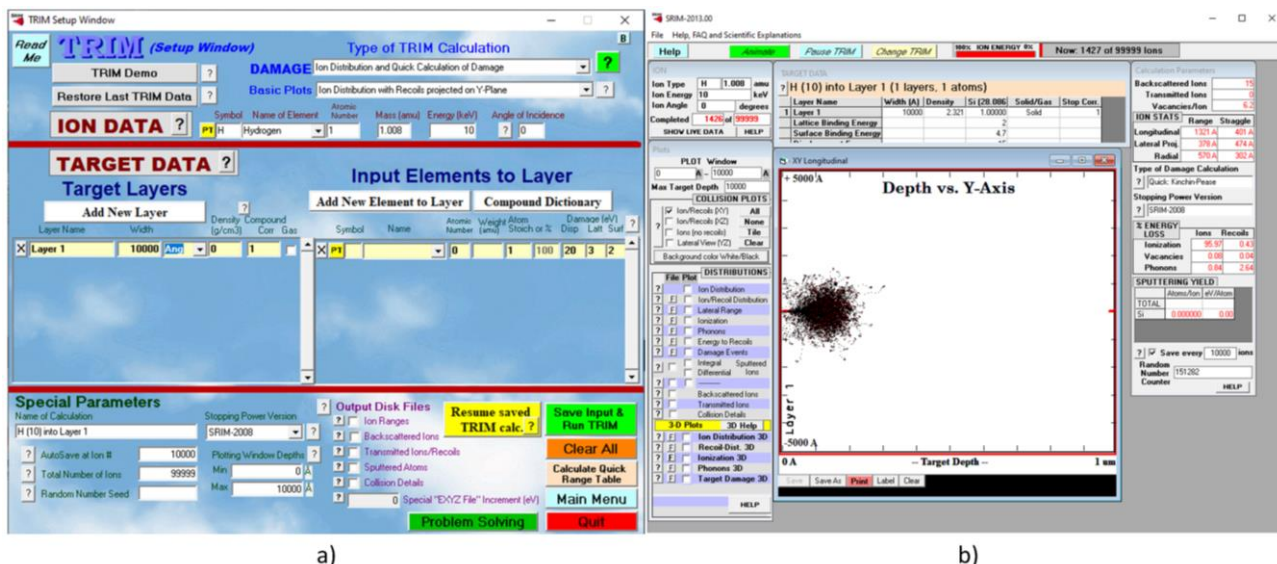 TRIM Setup Window
Read Me
TRIM (Setup Window)
Type of TRIM Calculation
B
TRIM Demo ?
DAMAGE Ion Distribution and Quick Calculation of Damage ?
Restore Last TRIM Data ?
Basic Plots Ion Distribution with Recoils projected on Y-Plane ?
ION DATA ?
Symbol Name of Element Atomic Number Mass (amu) Energy (keV) Angle of Incidence
PT H Hydrogen 1 1.008 10 ? 0
TARGET DATA ?
Target Layers
Input Elements to Layer
Add New Layer
Add New Element to Layer
Compound Dictionary
Layer Name Width Density (g/cm3) Compound Corr Gas
Symbol Name Atomic Number Weight (amu) Atom Stoich or % Damage (eV) Disp Latt Surf ?
X Layer 1 10000 Ang 0 1
X PT 0 1 100 20 3 2
Special Parameters
Name of Calculation
H (10) into Layer 1
Stopping Power Version
SRIM-2008 ?
? AutoSave at Ion # 10000
? Total Number of Ions 99999
? Random Number Seed
Plotting Window Depths ?
Min 0 Å
Max 10000 Å
? Output Disk Files
? Ion Ranges
? Backscattered Ions
? Transmitted Ions/Recoils
? Sputtered Atoms
? Collision Details
0 Special "EXYZ File" Increment (eV)
Resume saved TRIM calc. ?
Save Input & Run TRIM
Clear All
Calculate Quick Range Table
Main Menu
Problem Solving
Quit
a)
SRIM-2013.00
File Help, FAQ and Scientific Explanations
Help
Animate
Pause TRIM
Change TRIM
100% ION ENERGY 0%
Now: 1427 of 99999 Ions
ION
Ion Type H 1.008 amu
Ion Energy 10 keV
Ion Angle 0 degrees
Completed 1426 of 99999
SHOW LIVE DATA HELP
TARGET DATA
? H (10) into Layer 1 (1 layers, 1 atoms)
Layer Name Width (A) Density Si (28.086 Solid/Gas Stop Corr.
1 Layer 1 10000 2.321 1.00000 Solid 1
Lattice Binding Energy 2
Surface Binding Energy
Calculation Parameters
Backscattered Ions 15
Transmitted Ions 0
Vacancies/Ion 6.2
ION STATS Range Straggle
Longitudinal 1321 A 401 A
Lateral Proj. 378 A 474 A
Radial 570 A 302 A
Type of Damage Calculation
? Quick: Kinchin-Pease
Stopping Power Version
? SRIM-2008
% ENERGY LOSS Ions Recoils
Ionization 95.97 0.43
Vacancies 0.08 0.04
Phonons 0.84 2.64
SPUTTERING YIELD
Atoms/Ion eV/Atom
TOTAL
Si 0.000000 0.00
? Save every 10000 ions
Random Number Counter 151282
HELP
Plots
PLOT Window
0 A - 10000 A
Max Target Depth 10000
COLLISION PLOTS
Ion/Recoils (XY) All
Ion/Recoils (XZ) None
Ions (no recoils) Tile
Lateral View (YZ) Clear
Background color White/Black
DISTRIBUTIONS
File Plot
Ion Distribution
Ion/Recoil Distribution
Lateral Range
Ionization
Phonons
Energy to Recoils
Damage Events
Integral Sputtered
Differential Ions
Backscattered Ions
Transmitted Ions
Collision Details
3-D Plots 3D Help
Ion Distribution 3D
Recoil-Dist. 3D
Ionization 3D
Phonons 3D
Target Damage 3D
HELP
XY Longitudinal
+ 5000 A
Depth vs. Y-Axis
Layer 1
-5000 A
0 A -- Target Depth -- 1 um
Save As Print Label Clear
b)